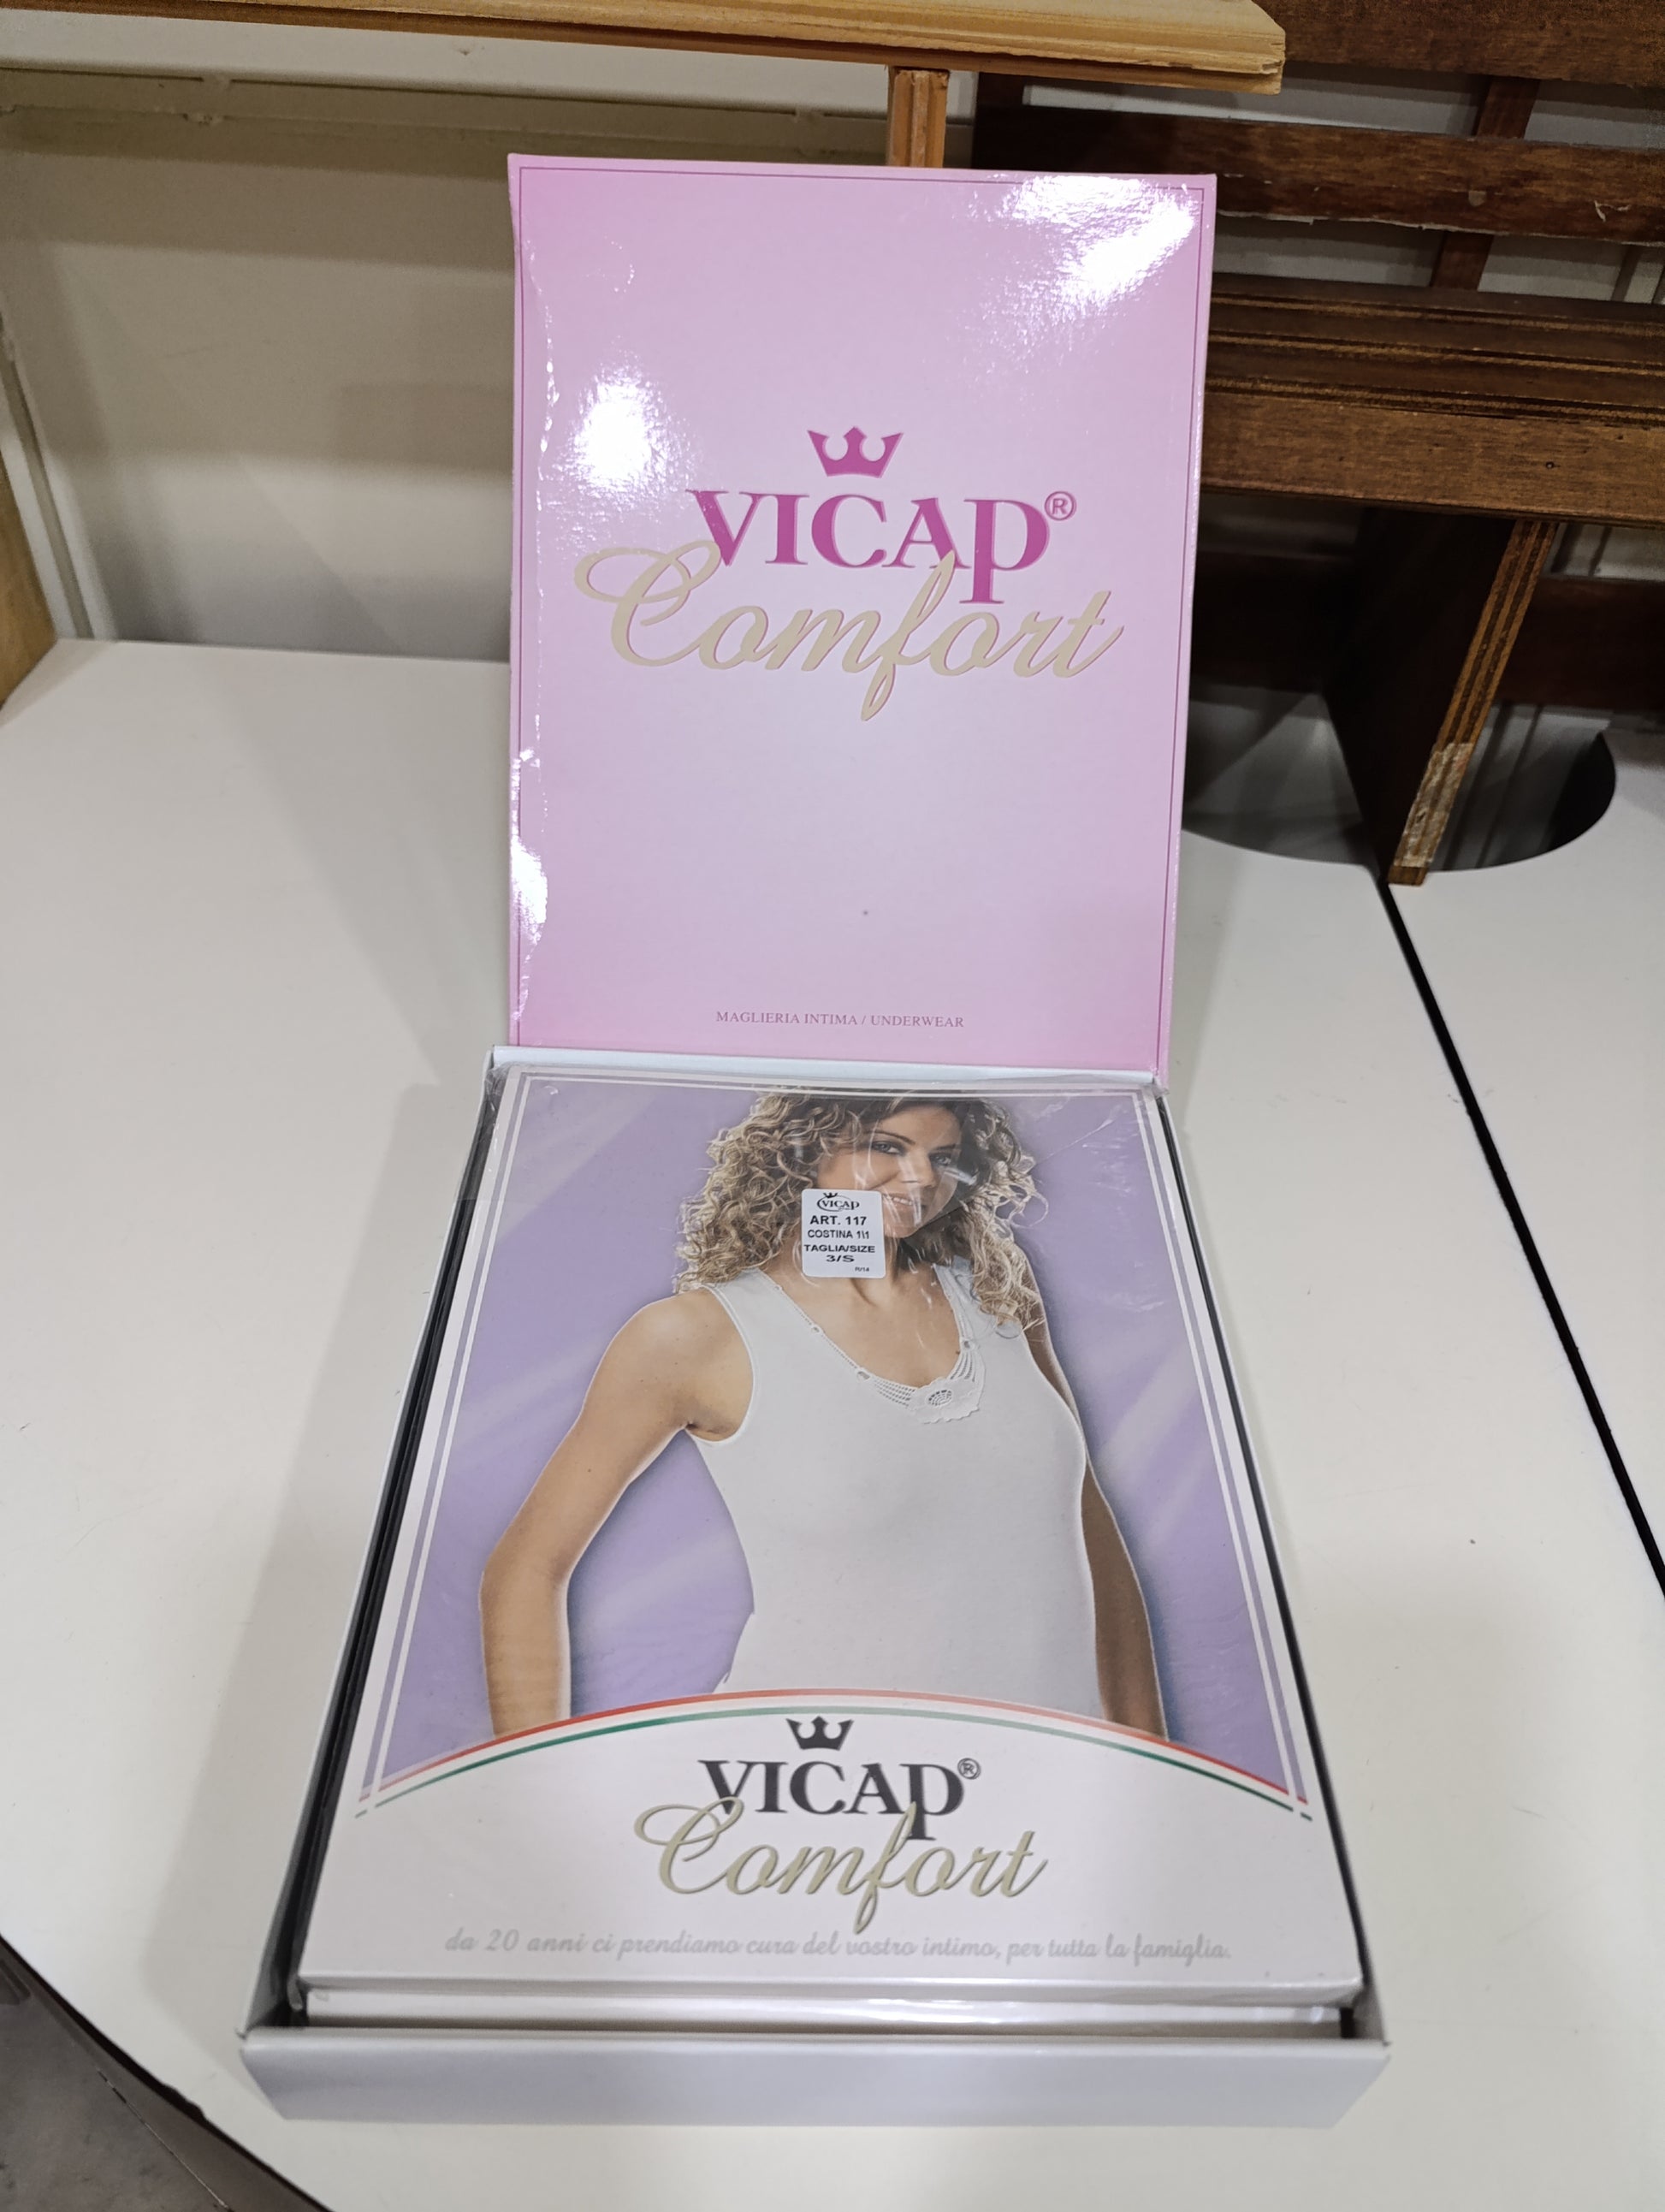 VICAP®
Comfort
MAGLIERIA INTIMA / UNDERWEAR
VICAP
ART. 117
COSTINA 1\1
TAGLIA/SIZE
3/S
VICAP®
Comfort
da 20 anni ci prendiamo cura del vostro intimo, per tutta la famiglia.